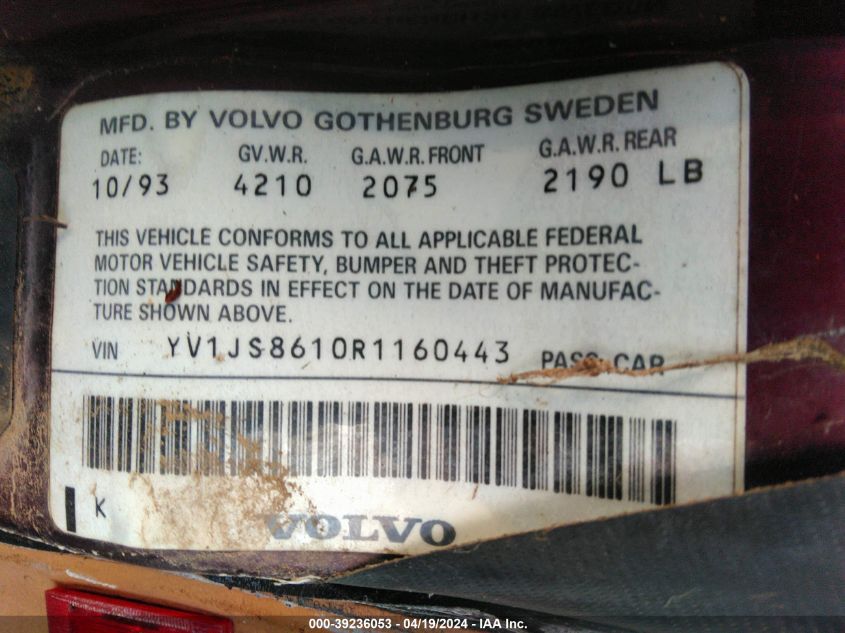 MFD. BY VOLVO GOTHENBURG SWEDEN
DATE: GV.W.R. G.A.W.R. FRONT G.A.W.R. REAR
10/93 4210 2075 2190 LB
THIS VEHICLE CONFORMS TO ALL APPLICABLE FEDERAL
MOTOR VEHICLE SAFETY, BUMPER AND THEFT PROTEC-
TION STANDARDS IN EFFECT ON THE DATE OF MANUFAC-
TURE SHOWN ABOVE.
VIN YV1JS8610R1160443 PASS. CAR
K
VOLVO
000-39236053 - 04/19/2024 - IAA Inc.